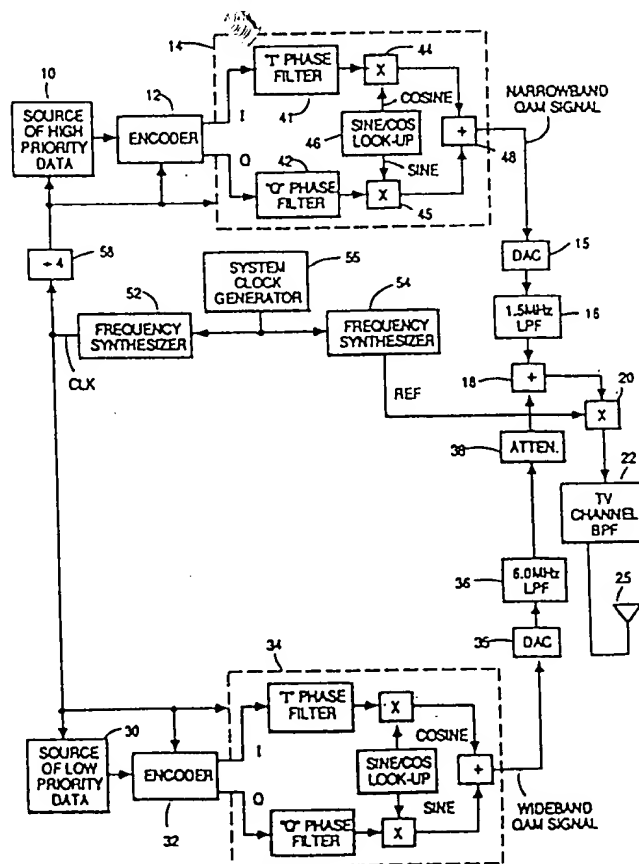 14
44
10
12
"I" PHASE
FILTER
X
COSINE
NARROWBAND
QAM SIGNAL
SOURCE
OF HIGH
PRIORITY
DATA
ENCODER
I
41
46
SINE/COS
LOOK-UP
+
48
Q
42
SINE
"Q" PHASE
FILTER
X
45
÷ 4
58
55
SYSTEM
CLOCK
GENERATOR
DAC
15
52
54
FREQUENCY
SYNTHESIZER
FREQUENCY
SYNTHESIZER
1.5MHz
LPF
16
CLK
REF
18
+
20
X
38
ATTEN.
22
TV
CHANNEL
BPF
36
6.0MHz
LPF
25
35
DAC
34
30
"I" PHASE
FILTER
X
COSINE
SOURCE
OF LOW
PRIORITY
DATA
ENCODER
I
SINE/COS
LOOK-UP
+
32
Q
SINE
WIDEBAND
QAM SIGNAL
"Q" PHASE
FILTER
X